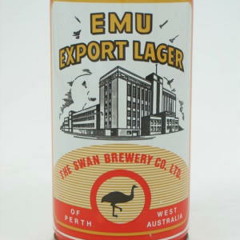 EMU
EXPORT LAGER
THE SWAN BREWERY CO. LTD.
OF PERTH
WEST AUSTRALIA